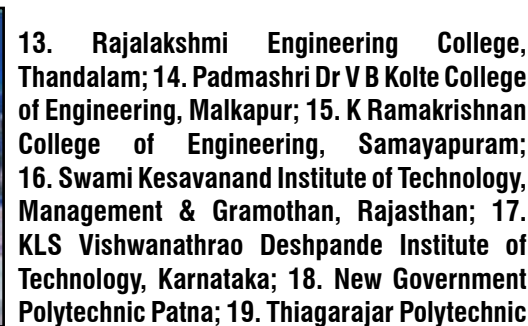 13. Rajalakshmi Engineering College,
Thandalam; 14. Padmashri Dr V B Kolte College
of Engineering, Malkapur; 15. K Ramakrishnan
College of Engineering, Samayapuram;
16. Swami Kesavanand Institute of Technology,
Management & Gramothan, Rajasthan; 17.
KLS Vishwanathrao Deshpande Institute of
Technology, Karnataka; 18. New Government
Polytechnic Patna; 19. Thiagarajar Polytechnic